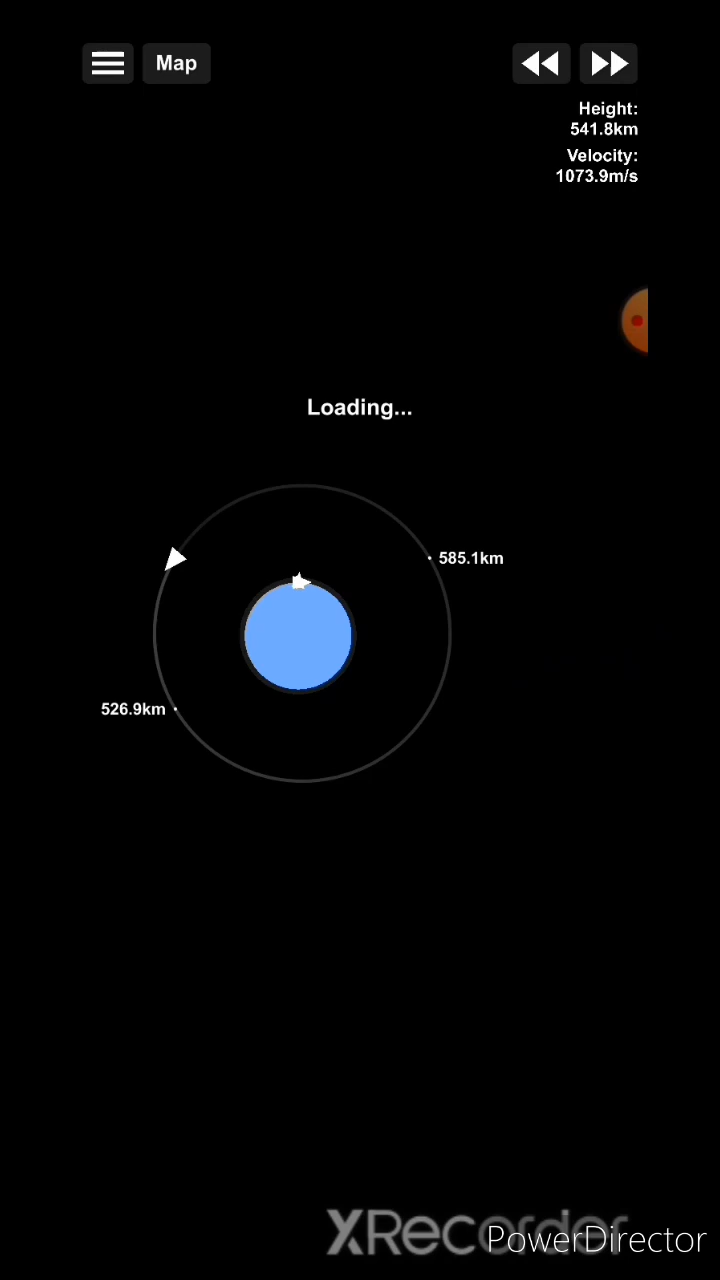 Map
Height:
541.8km
Velocity:
1073.9m/s
Loading...
585.1km
526.9km
XRecorder
PowerDirector